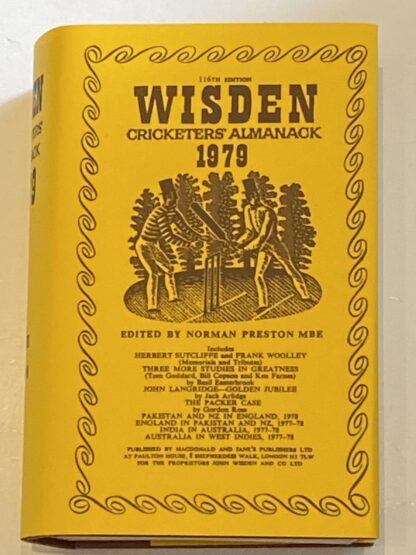 116TH EDITION
WISDEN
CRICKETERS' ALMANACK
1979
EDITED BY NORMAN PRESTON MBE
Includes
HERBERT SUTCLIFFE and FRANK WOOLLEY
(Memorials and Tributes)
THREE MORE STUDIES IN GREATNESS
(Tom Goddard, Bill Copson and Ken Farnes)
by Basil Easterbrook
JOHN LANGRIDGE—GOLDEN JUBILEE
by Jack Arlidge
THE PACKER CASE
by Gordon Ross
PAKISTAN AND NZ IN ENGLAND, 1978
ENGLAND IN PAKISTAN AND NZ, 1977-78
INDIA IN AUSTRALIA, 1977-78
AUSTRALIA IN WEST INDIES, 1977-78
PUBLISHED BY MACDONALD AND JANE'S PUBLISHERS LTD
AT PAULTON HOUSE, 8 SHEPHERDESS WALK, LONDON N1 7LW
FOR THE PROPRIETORS JOHN WISDEN AND CO LTD